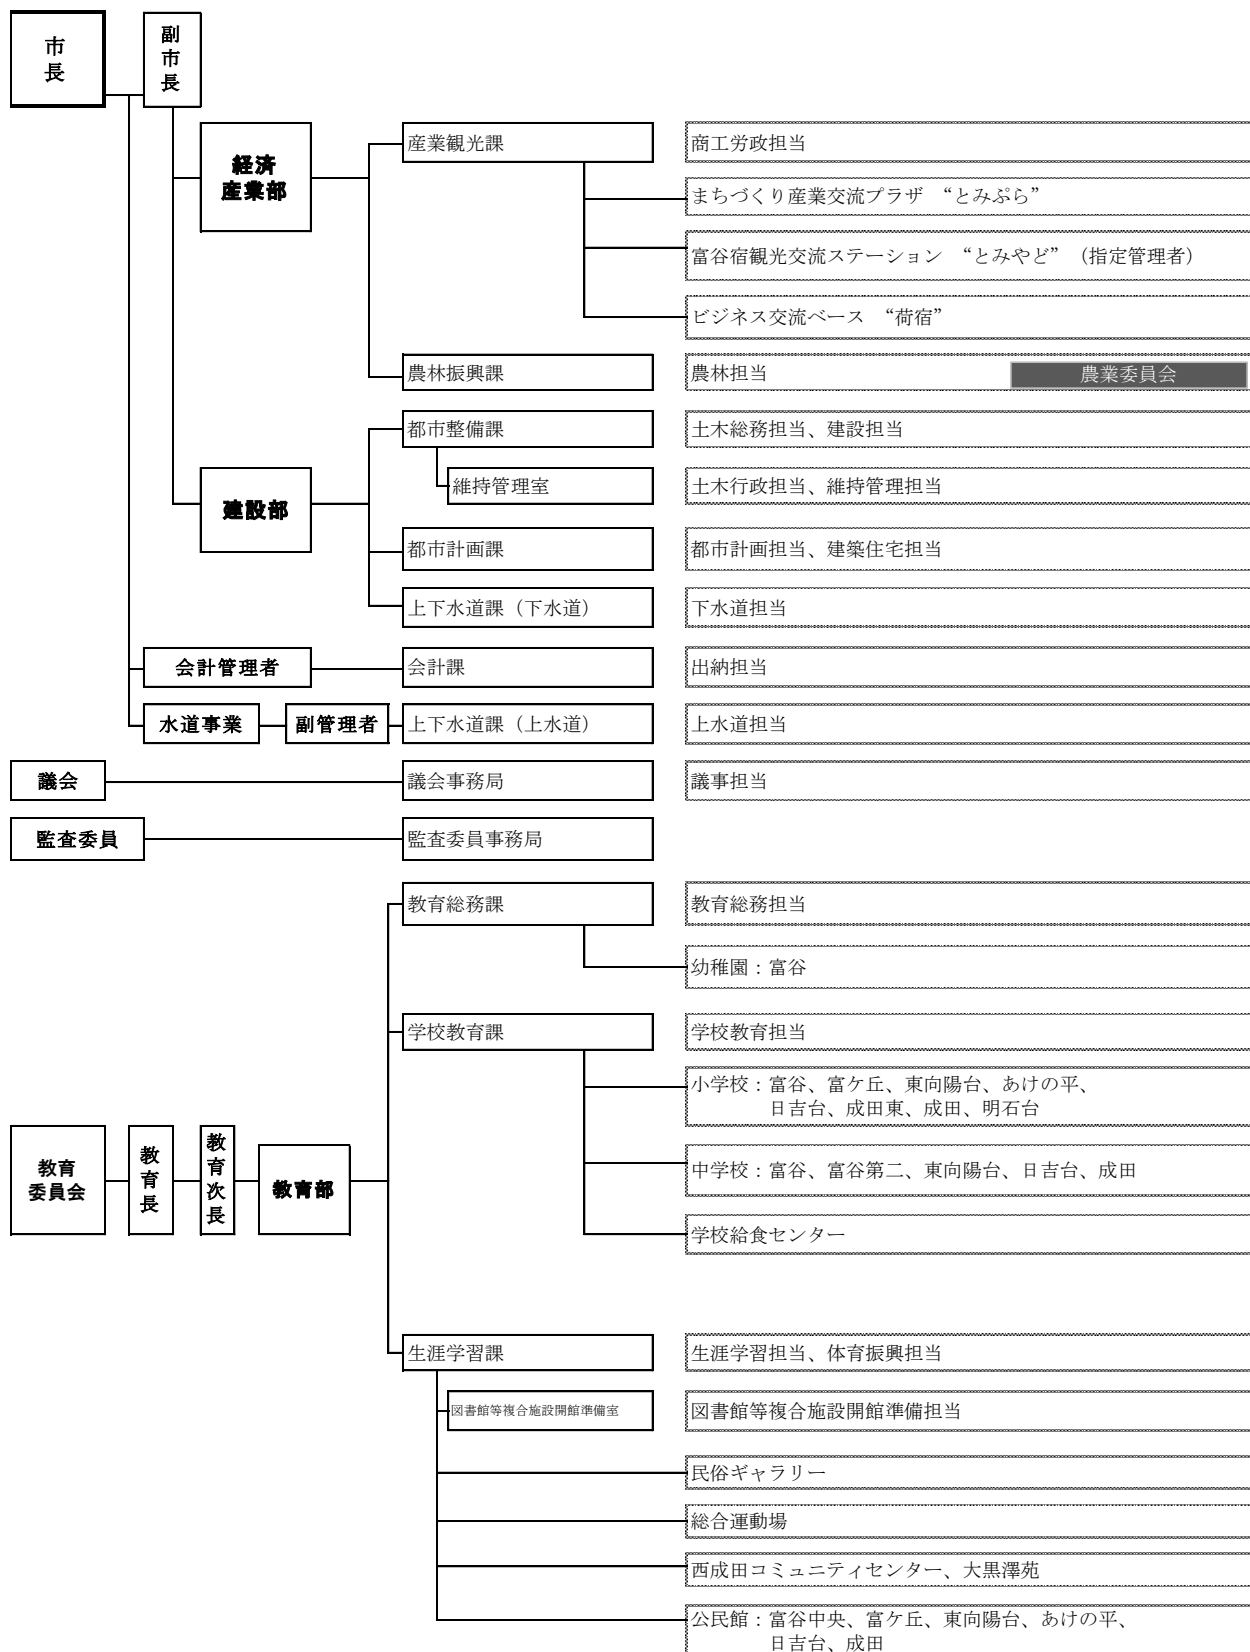 市長
副市長
経済
産業部
産業観光課
商工労政担当
まちづくり産業交流プラザ　“とみぷら”
富谷宿観光交流ステーション　“とみやど”（指定管理者）
ビジネス交流ベース　“荷宿”
農林振興課
農林担当
農業委員会
建設部
都市整備課
土木総務担当、建設担当
維持管理室
土木行政担当、維持管理担当
都市計画課
都市計画担当、建築住宅担当
上下水道課（下水道）
下水道担当
会計管理者
会計課
出納担当
水道事業
副管理者
上下水道課（上水道）
上水道担当
議会
議会事務局
議事担当
監査委員
監査委員事務局
教育
委員会
教育長
教育次長
教育部
教育総務課
教育総務担当
幼稚園：富谷
学校教育課
学校教育担当
小学校：富谷、富ケ丘、東向陽台、あけの平、
日吉台、成田東、成田、明石台
中学校：富谷、富谷第二、東向陽台、日吉台、成田
学校給食センター
生涯学習課
生涯学習担当、体育振興担当
図書館等複合施設開館準備室
図書館等複合施設開館準備担当
民俗ギャラリー
総合運動場
西成田コミュニティセンター、大黒澤苑
公民館：富谷中央、富ケ丘、東向陽台、あけの平、
日吉台、成田